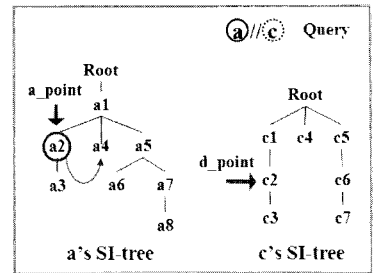 a//c Query
a_point
Root
a1
a2 a4 a5
a3 a6 a7
a8
a's SI-tree
Root
c1 c4 c5
d_point
c2 c6
c3 c7
c's SI-tree